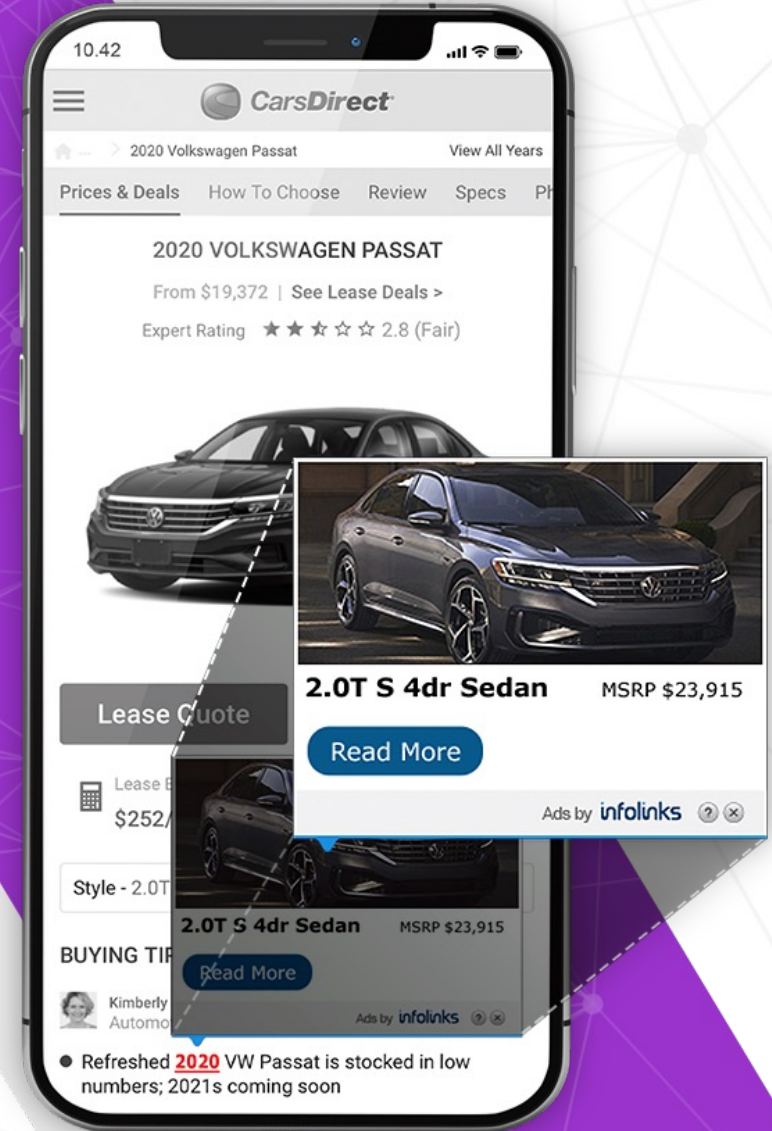 10.42
CarsDirect
... > 2020 Volkswagen Passat View All Years
Prices & Deals How To Choose Review Specs
2020 VOLKSWAGEN PASSAT
From $19,372 | See Lease Deals >
Expert Rating ★★⯪☆☆ 2.8 (Fair)
2.0T S 4dr Sedan MSRP $23,915
Read More
Ads by infolinks ? ×
Lease Quote
Lease
$252/
Style - 2.0T
2.0T S 4dr Sedan MSRP $23,915
Read More
Ads by infolinks ? ×
BUYING
Kimberly
● Refreshed 2020 VW Passat is stocked in low
numbers; 2021s coming soon